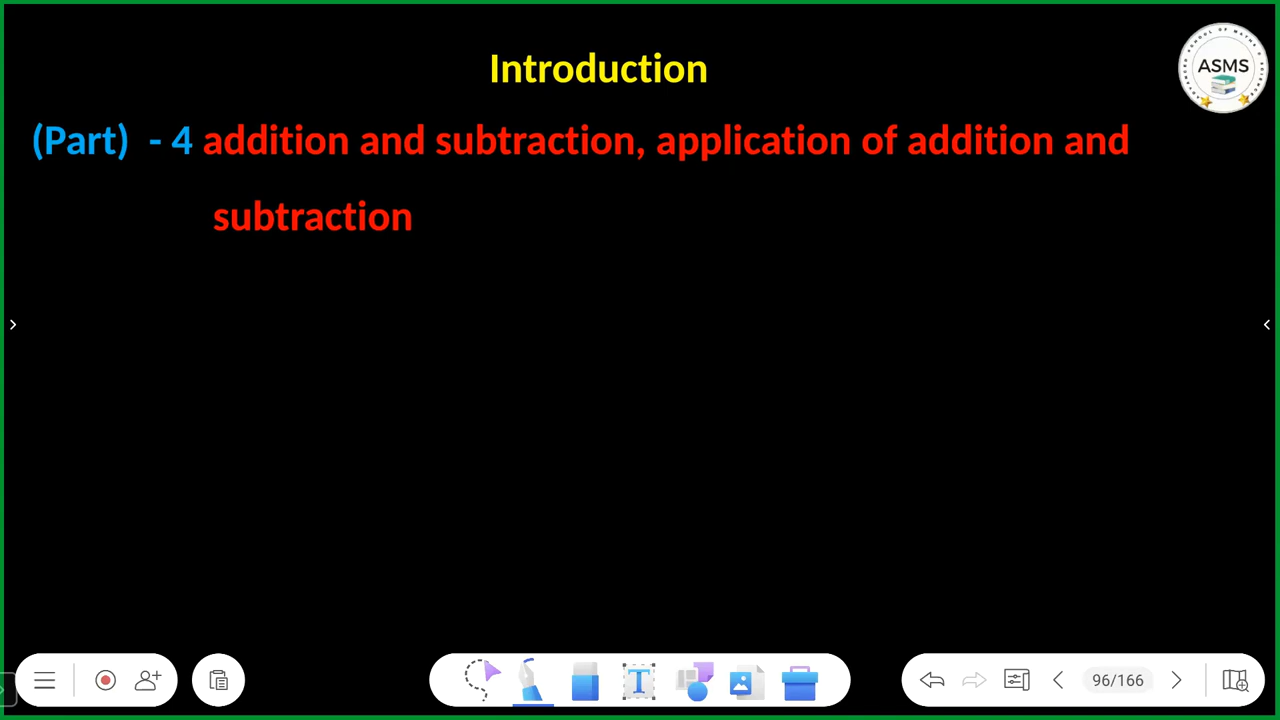 Introduction
(Part) - 4 addition and subtraction, application of addition and
subtraction
ASMS
96/166